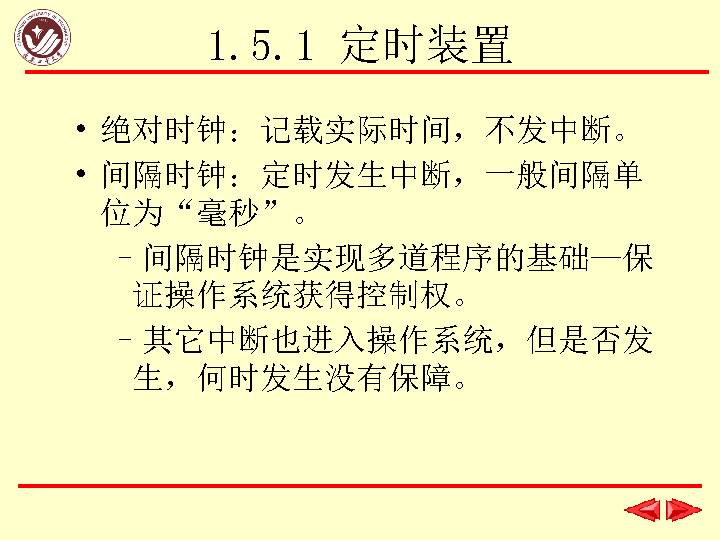 1.5.1 定时装置
• 绝对时钟：记载实际时间，不发中断。
• 间隔时钟：定时发生中断，一般间隔单
位为“毫秒”。
–间隔时钟是实现多道程序的基础—保
证操作系统获得控制权。
–其它中断也进入操作系统，但是否发
生，何时发生没有保障。